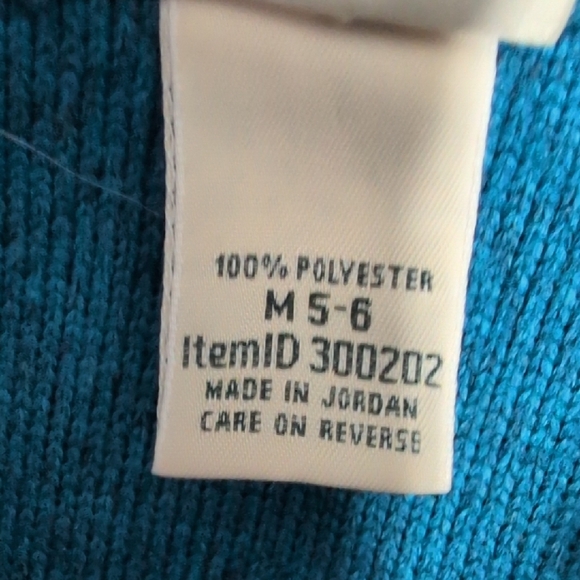 100% POLYESTER
M 5-6
ItemID 300202
MADE IN JORDAN
CARE ON REVERSE